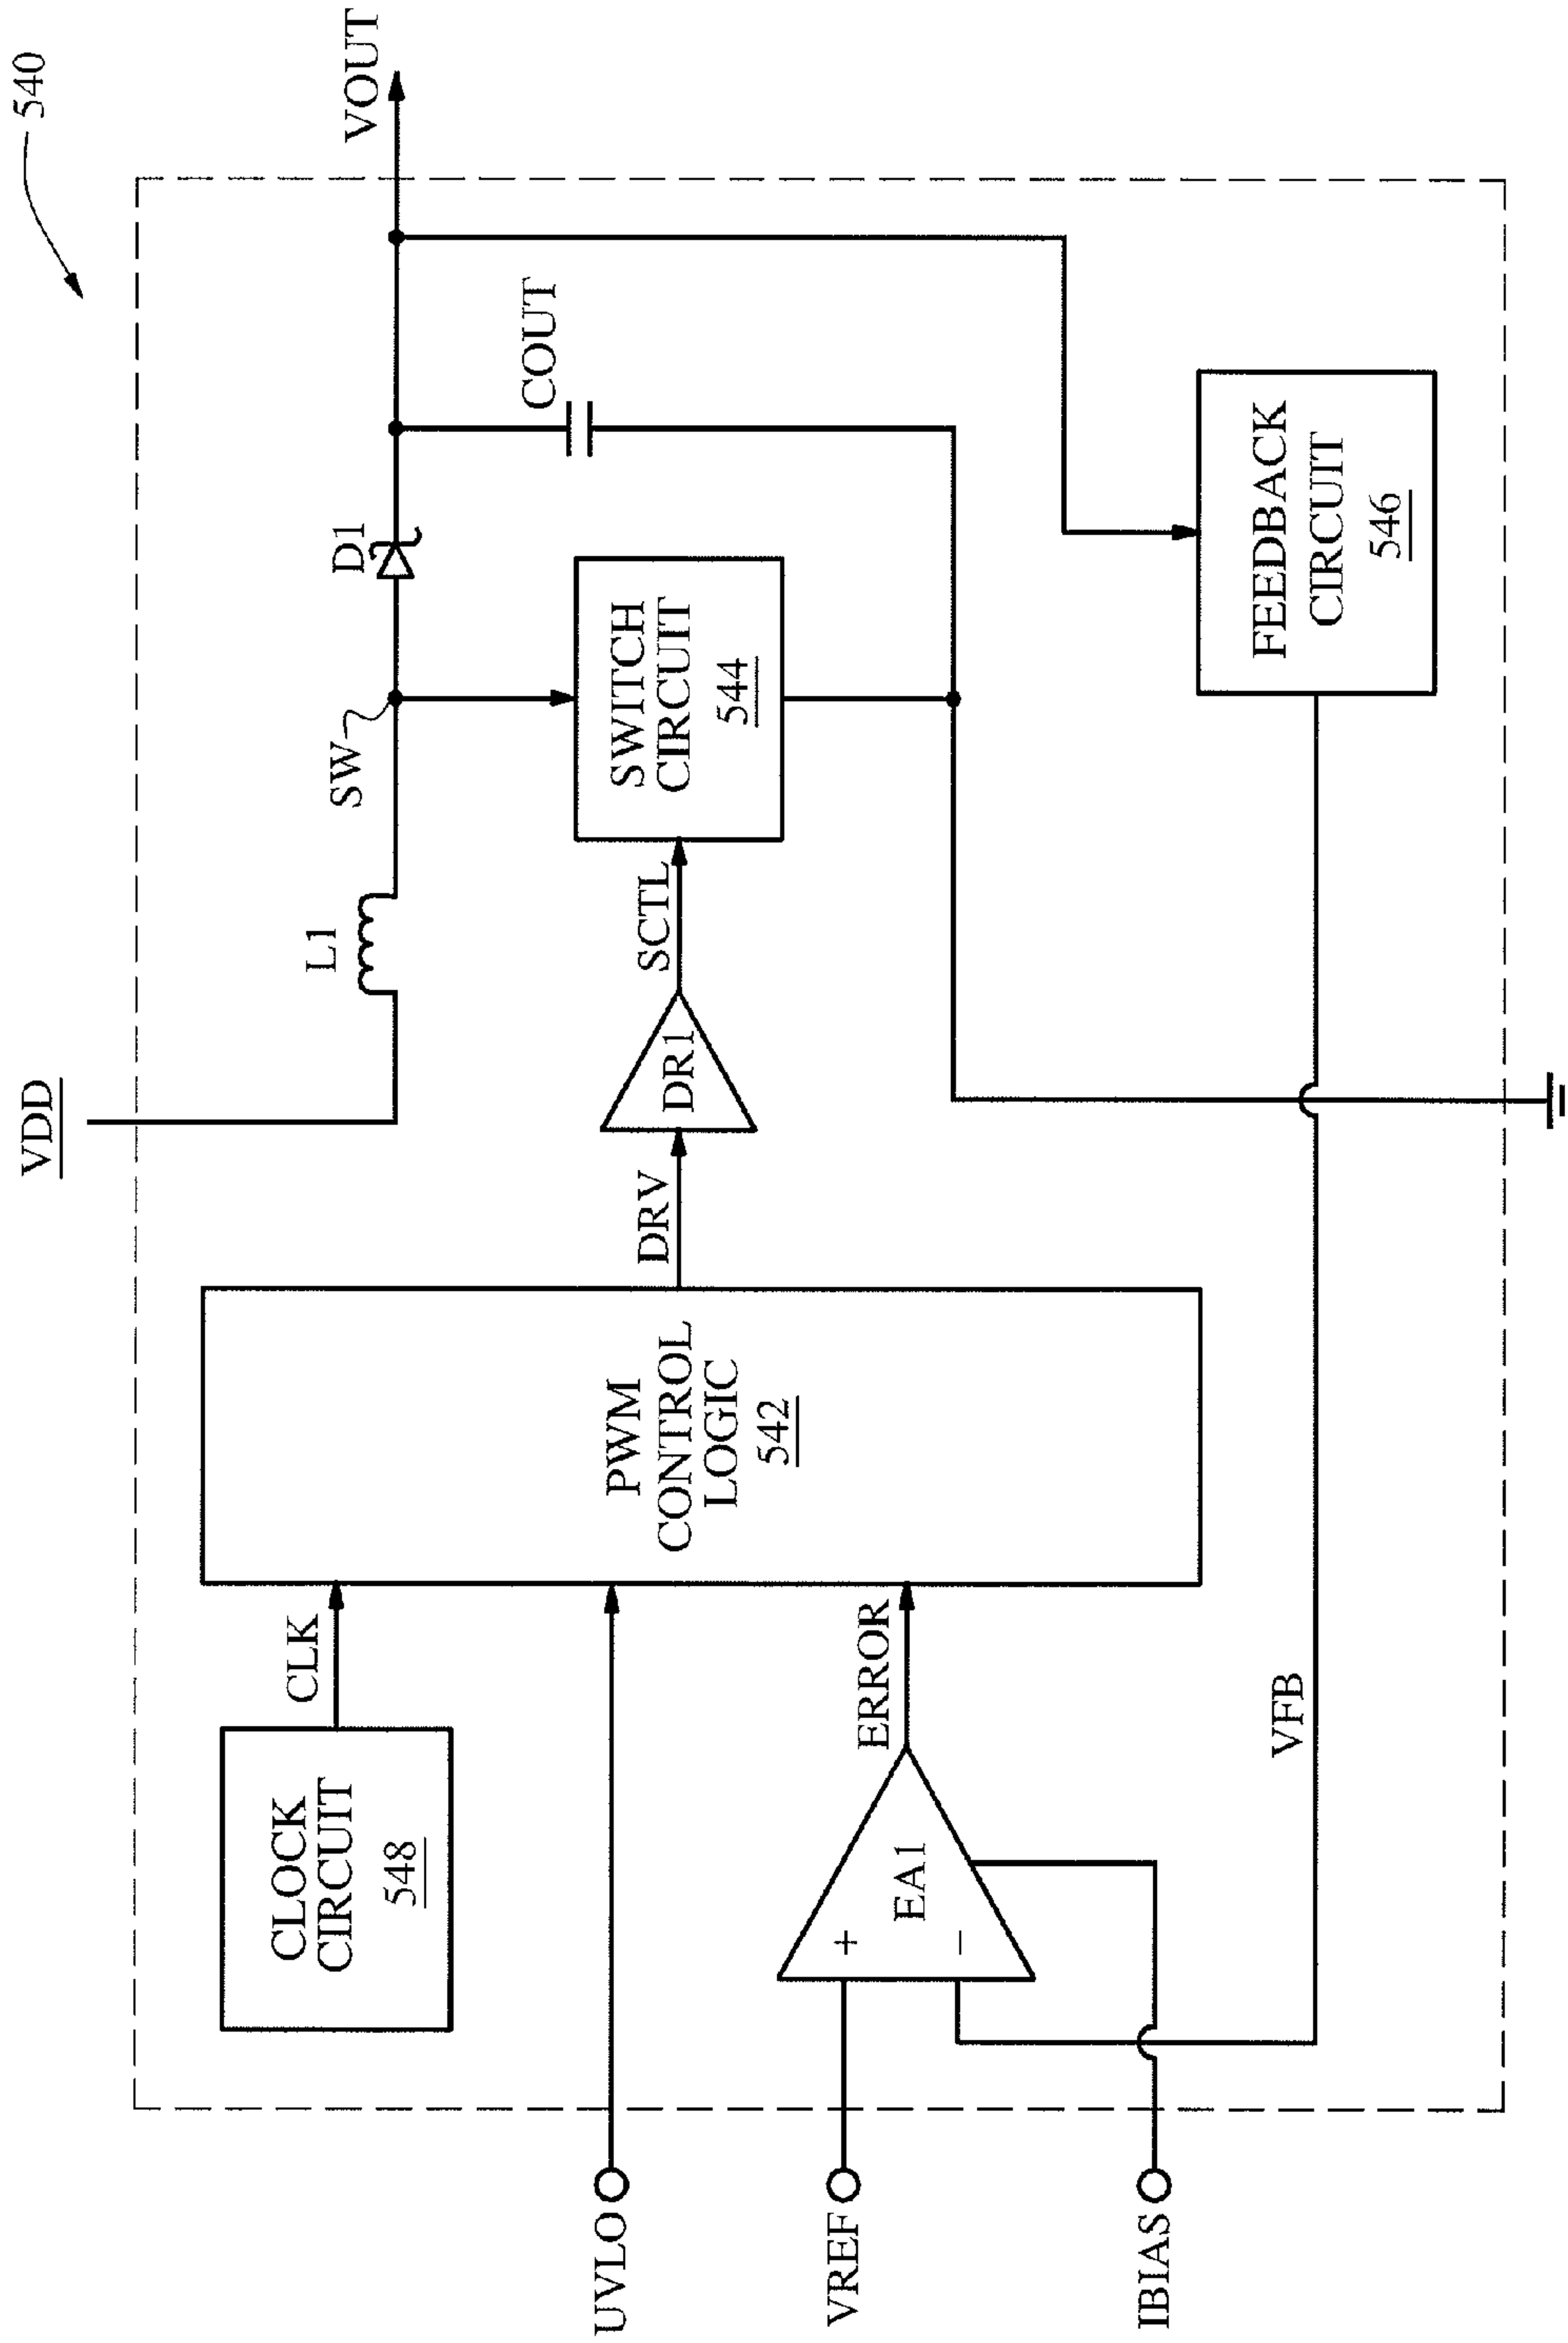 540
VDD
VOUT
L1
SW
D1
COUT
CLOCK
CIRCUIT
548
CLK
PWM
CONTROL
LOGIC
542
DRV
DR1
SCTL
SWITCH
CIRCUIT
544
UVLO
VREF
IBIAS
+
−
EA1
ERROR
VFB
FEEDBACK
CIRCUIT
546